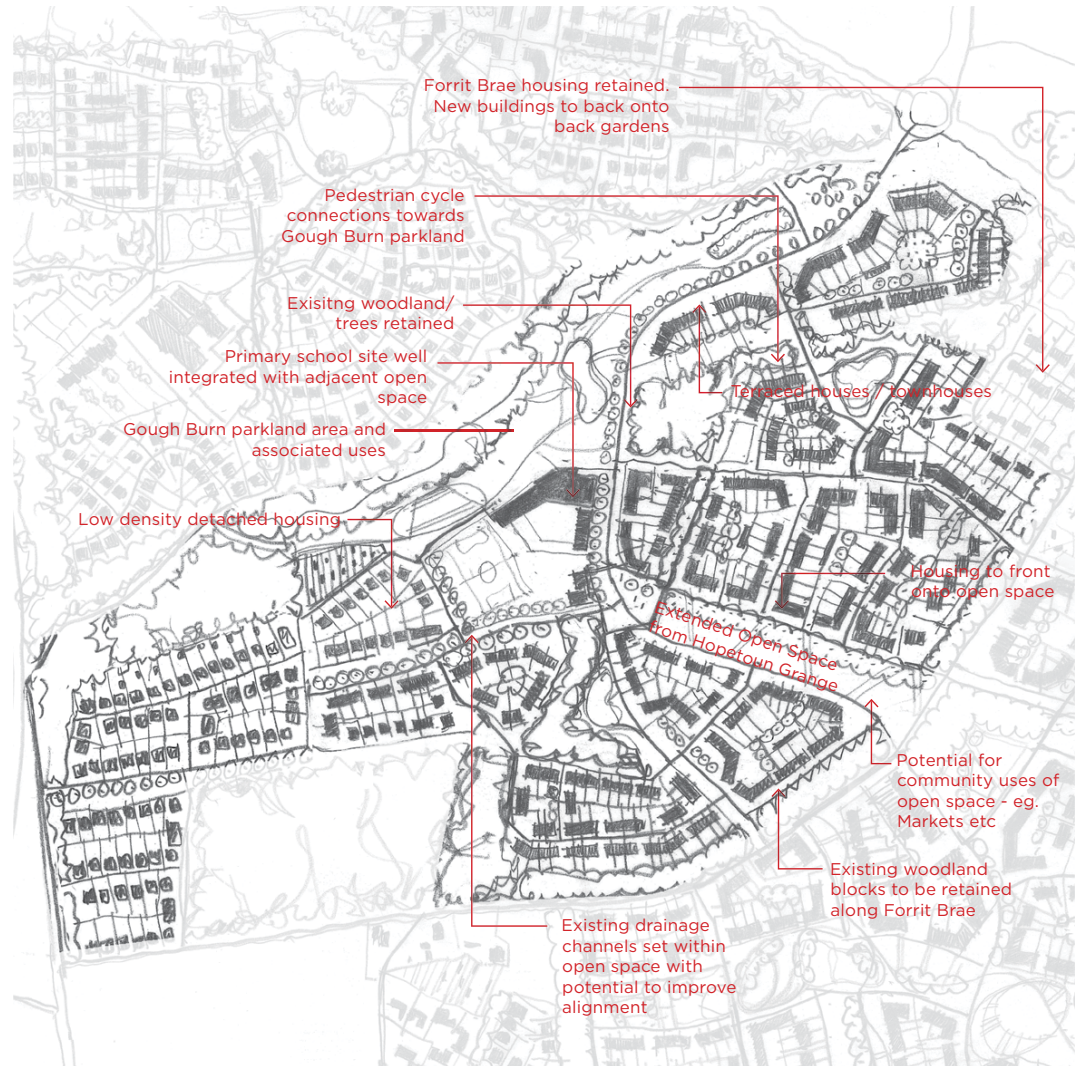 Forrit Brae housing retained.
New buildings to back onto
back gardens
Pedestrian cycle
connections towards
Gough Burn parkland
Exisitng woodland/
trees retained
Primary school site well
integrated with adjacent open
space
Terraced houses / townhouses
Gough Burn parkland area and
associated uses
Low density detached housing
Housing to front
onto open space
Extended Open Space
from Hopetoun Grange
Potential for
community uses of
open space - eg.
Markets etc
Existing woodland
blocks to be retained
along Forrit Brae
Existing drainage
channels set within
open space with
potential to improve
alignment